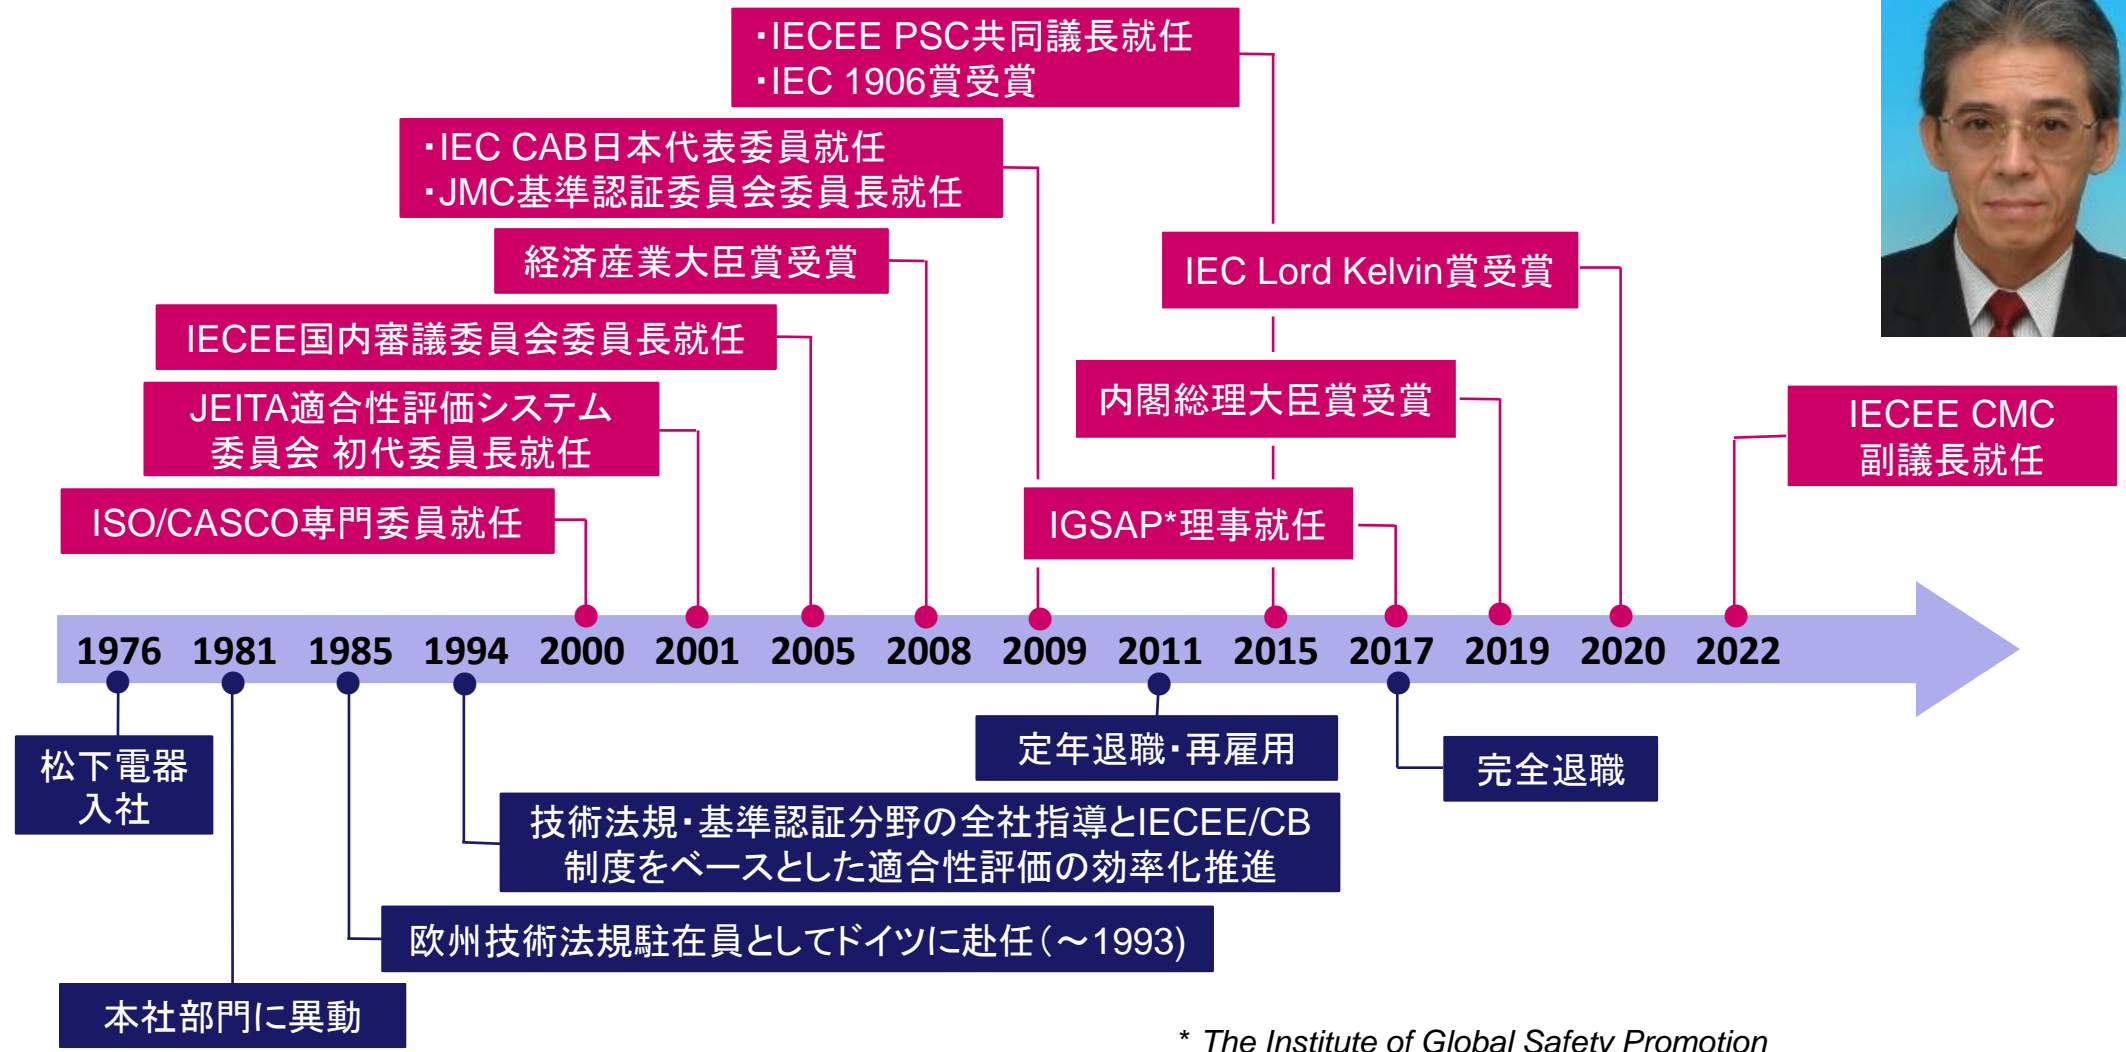 ・IECEE PSC共同議長就任
・IEC 1906賞受賞
・IEC CAB日本代表委員就任
・JMC基準認証委員会委員長就任
経済産業大臣賞受賞
IEC Lord Kelvin賞受賞
IECEE国内審議委員会委員長就任
内閣総理大臣賞受賞
JEITA適合性評価システム
委員会 初代委員長就任
IECEE CMC
副議長就任
ISO/CASCO専門委員就任
IGSAP*理事就任
1976 1981 1985 1994 2000 2001 2005 2008 2009 2011 2015 2017 2019 2020 2022
松下電器
入社
定年退職・再雇用
完全退職
技術法規・基準認証分野の全社指導とIECEE/CB
制度をベースとした適合性評価の効率化推進
欧州技術法規駐在員としてドイツに赴任（～1993)
本社部門に異動
* The Institute of Global Safety Promotion